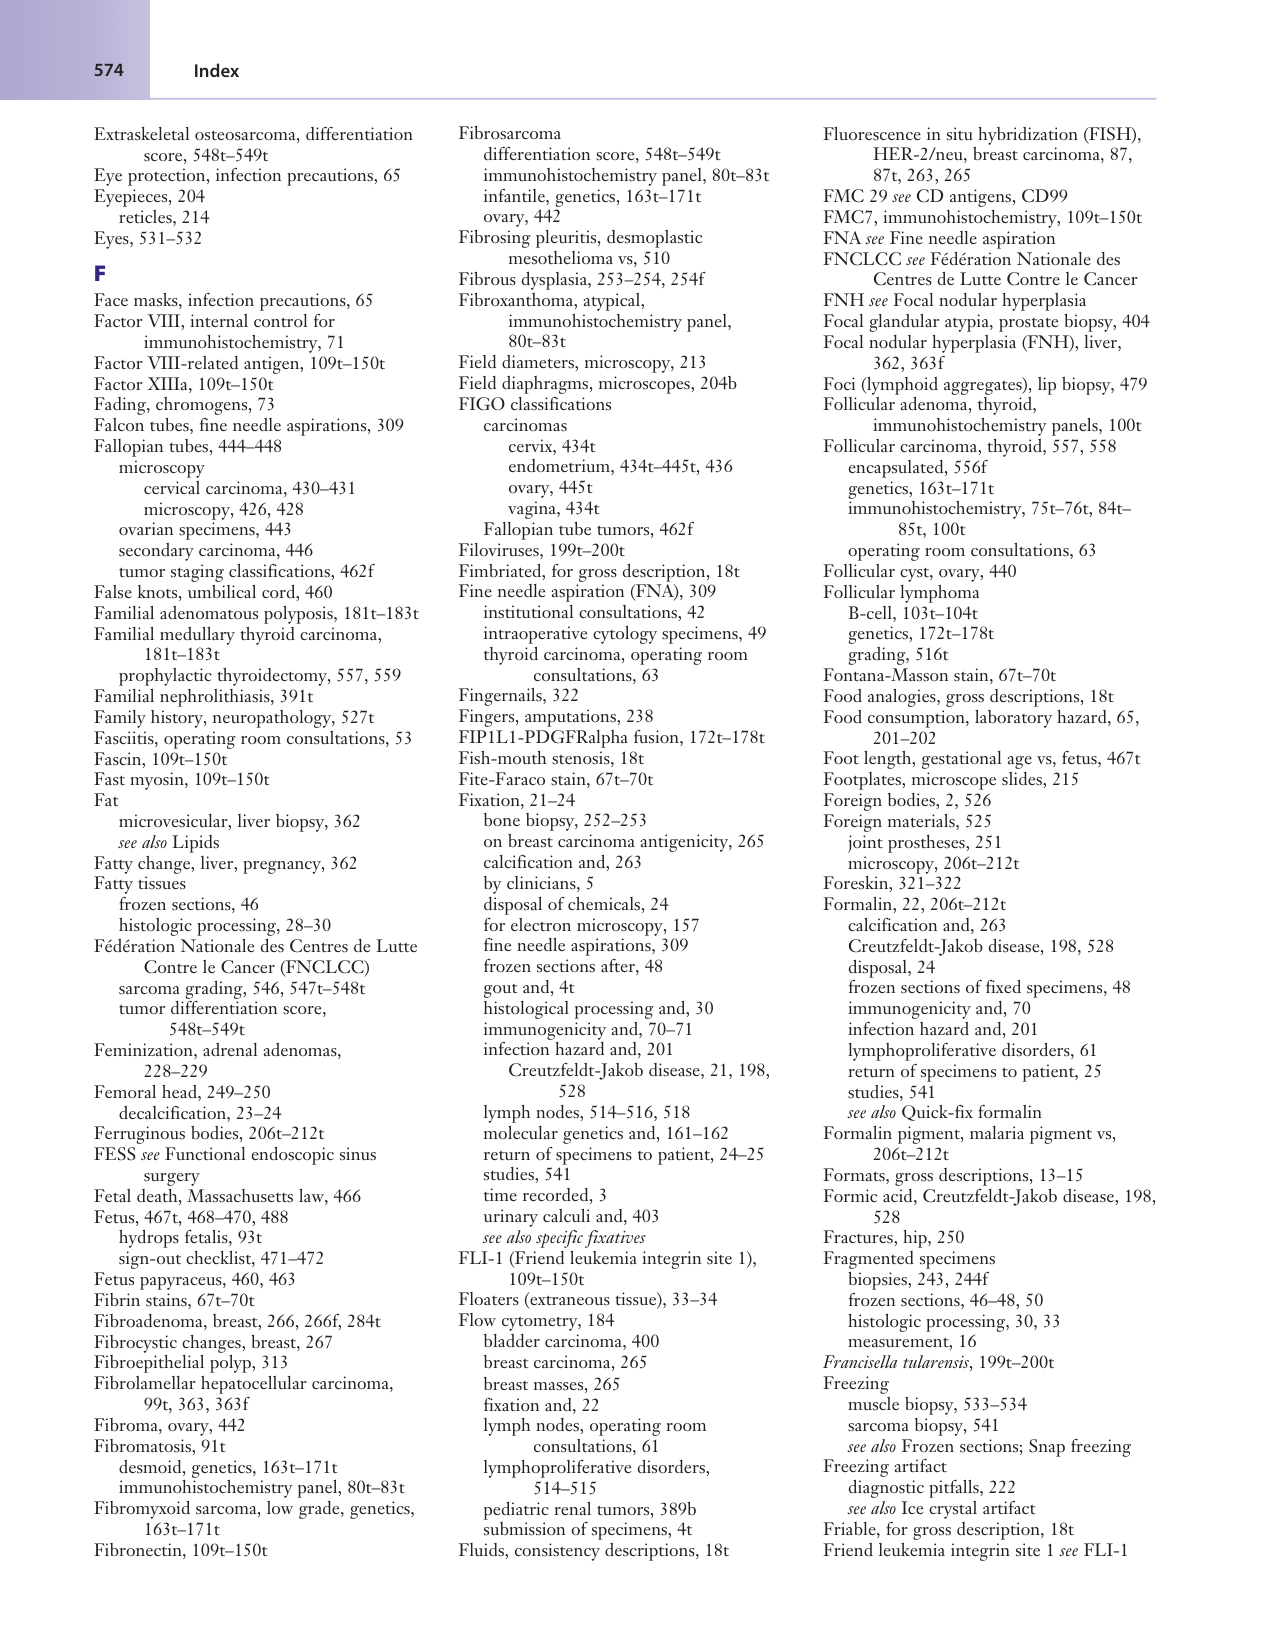 574
Index
Extraskeletal osteosarcoma, differentiation
score, 548t–549t
Eye protection, infection precautions, 65
Eyepieces, 204
reticles, 214
Eyes, 531–532
F
Face masks, infection precautions, 65
Factor VIII, internal control for
immunohistochemistry, 71
Factor VIII-related antigen, 109t–150t
Factor XIIIa, 109t–150t
Fading, chromogens, 73
Falcon tubes, fine needle aspirations, 309
Fallopian tubes, 444–448
microscopy
cervical carcinoma, 430–431
microscopy, 426, 428
ovarian specimens, 443
secondary carcinoma, 446
tumor staging classifications, 462f
False knots, umbilical cord, 460
Familial adenomatous polyposis, 181t–183t
Familial medullary thyroid carcinoma,
181t–183t
prophylactic thyroidectomy, 557, 559
Familial nephrolithiasis, 391t
Family history, neuropathology, 527t
Fasciitis, operating room consultations, 53
Fascin, 109t–150t
Fast myosin, 109t–150t
Fat
microvesicular, liver biopsy, 362
see also Lipids
Fatty change, liver, pregnancy, 362
Fatty tissues
frozen sections, 46
histologic processing, 28–30
Fédération Nationale des Centres de Lutte
Contre le Cancer (FNCLCC)
sarcoma grading, 546, 547t–548t
tumor differentiation score,
548t–549t
Feminization, adrenal adenomas,
228–229
Femoral head, 249–250
decalcification, 23–24
Ferruginous bodies, 206t–212t
FESS see Functional endoscopic sinus
surgery
Fetal death, Massachusetts law, 466
Fetus, 467t, 468–470, 488
hydrops fetalis, 93t
sign-out checklist, 471–472
Fetus papyraceus, 460, 463
Fibrin stains, 67t–70t
Fibroadenoma, breast, 266, 266f, 284t
Fibrocystic changes, breast, 267
Fibroepithelial polyp, 313
Fibrolamellar hepatocellular carcinoma,
99t, 363, 363f
Fibroma, ovary, 442
Fibromatosis, 91t
desmoid, genetics, 163t–171t
immunohistochemistry panel, 80t–83t
Fibromyxoid sarcoma, low grade, genetics,
163t–171t
Fibronectin, 109t–150t
Fibrosarcoma
differentiation score, 548t–549t
immunohistochemistry panel, 80t–83t
infantile, genetics, 163t–171t
ovary, 442
Fibrosing pleuritis, desmoplastic
mesothelioma vs, 510
Fibrous dysplasia, 253–254, 254f
Fibroxanthoma, atypical,
immunohistochemistry panel,
80t–83t
Field diameters, microscopy, 213
Field diaphragms, microscopes, 204b
FIGO classifications
carcinomas
cervix, 434t
endometrium, 434t–445t, 436
ovary, 445t
vagina, 434t
Fallopian tube tumors, 462f
Filoviruses, 199t–200t
Fimbriated, for gross description, 18t
Fine needle aspiration (FNA), 309
institutional consultations, 42
intraoperative cytology specimens, 49
thyroid carcinoma, operating room
consultations, 63
Fingernails, 322
Fingers, amputations, 238
FIP1L1-PDGFRalpha fusion, 172t–178t
Fish-mouth stenosis, 18t
Fite-Faraco stain, 67t–70t
Fixation, 21–24
bone biopsy, 252–253
on breast carcinoma antigenicity, 265
calcification and, 263
by clinicians, 5
disposal of chemicals, 24
for electron microscopy, 157
fine needle aspirations, 309
frozen sections after, 48
gout and, 4t
histological processing and, 30
immunogenicity and, 70–71
infection hazard and, 201
Creutzfeldt-Jakob disease, 21, 198,
528
lymph nodes, 514–516, 518
molecular genetics and, 161–162
return of specimens to patient, 24–25
studies, 541
time recorded, 3
urinary calculi and, 403
see also specific fixatives
FLI-1 (Friend leukemia integrin site 1),
109t–150t
Floaters (extraneous tissue), 33–34
Flow cytometry, 184
bladder carcinoma, 400
breast carcinoma, 265
breast masses, 265
fixation and, 22
lymph nodes, operating room
consultations, 61
lymphoproliferative disorders,
514–515
pediatric renal tumors, 389b
submission of specimens, 4t
Fluids, consistency descriptions, 18t
Fluorescence in situ hybridization (FISH),
HER-2/neu, breast carcinoma, 87,
87t, 263, 265
FMC 29 see CD antigens, CD99
FMC7, immunohistochemistry, 109t–150t
FNA see Fine needle aspiration
FNCLCC see Fédération Nationale des
Centres de Lutte Contre le Cancer
FNH see Focal nodular hyperplasia
Focal glandular atypia, prostate biopsy, 404
Focal nodular hyperplasia (FNH), liver,
362, 363f
Foci (lymphoid aggregates), lip biopsy, 479
Follicular adenoma, thyroid,
immunohistochemistry panels, 100t
Follicular carcinoma, thyroid, 557, 558
encapsulated, 556f
genetics, 163t–171t
immunohistochemistry, 75t–76t, 84t–
85t, 100t
operating room consultations, 63
Follicular cyst, ovary, 440
Follicular lymphoma
B-cell, 103t–104t
genetics, 172t–178t
grading, 516t
Fontana-Masson stain, 67t–70t
Food analogies, gross descriptions, 18t
Food consumption, laboratory hazard, 65,
201–202
Foot length, gestational age vs, fetus, 467t
Footplates, microscope slides, 215
Foreign bodies, 2, 526
Foreign materials, 525
joint prostheses, 251
microscopy, 206t–212t
Foreskin, 321–322
Formalin, 22, 206t–212t
calcification and, 263
Creutzfeldt-Jakob disease, 198, 528
disposal, 24
frozen sections of fixed specimens, 48
immunogenicity and, 70
infection hazard and, 201
lymphoproliferative disorders, 61
return of specimens to patient, 25
studies, 541
see also Quick-fix formalin
Formalin pigment, malaria pigment vs,
206t–212t
Formats, gross descriptions, 13–15
Formic acid, Creutzfeldt-Jakob disease, 198,
528
Fractures, hip, 250
Fragmented specimens
biopsies, 243, 244f
frozen sections, 46–48, 50
histologic processing, 30, 33
measurement, 16
Francisella tularensis, 199t–200t
Freezing
muscle biopsy, 533–534
sarcoma biopsy, 541
see also Frozen sections; Snap freezing
Freezing artifact
diagnostic pitfalls, 222
see also Ice crystal artifact
Friable, for gross description, 18t
Friend leukemia integrin site 1 see FLI-1